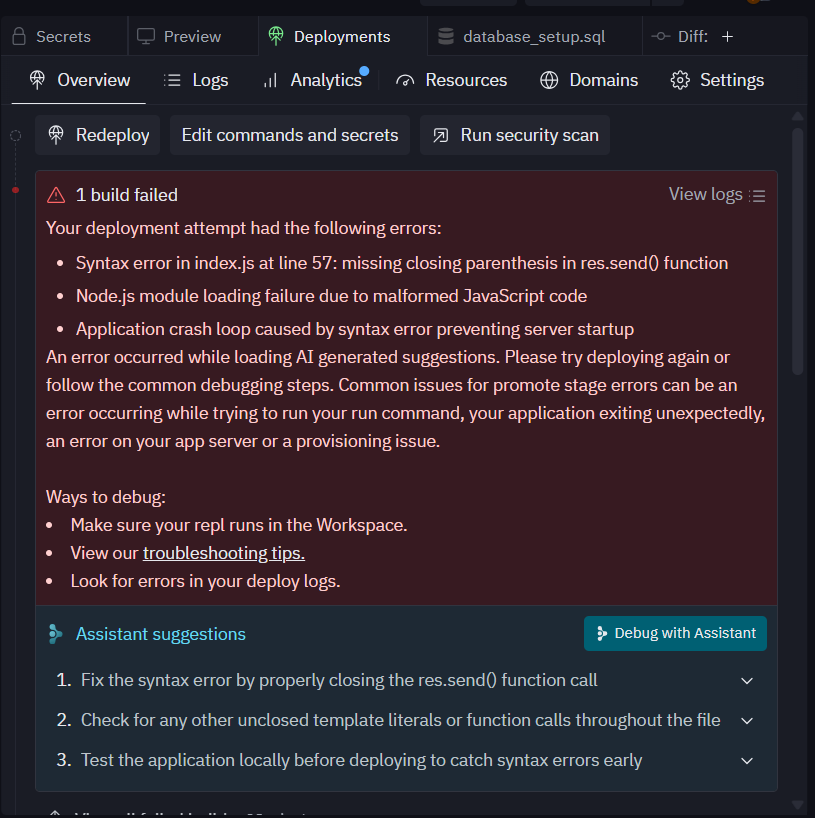 Secrets
Preview
Deployments
database_setup.sql
Diff:
Overview
Logs
Analytics
Resources
Domains
Settings
Redeploy
Edit commands and secrets
Run security scan
1 build failed
View logs
Your deployment attempt had the following errors:
• Syntax error in index.js at line 57: missing closing parenthesis in res.send() function
• Node.js module loading failure due to malformed JavaScript code
• Application crash loop caused by syntax error preventing server startup
An error occurred while loading AI generated suggestions. Please try deploying again or
follow the common debugging steps. Common issues for promote stage errors can be an
error occurring while trying to run your run command, your application exiting unexpectedly,
an error on your app server or a provisioning issue.
Ways to debug:
• Make sure your repl runs in the Workspace.
• View our troubleshooting tips.
• Look for errors in your deploy logs.
Assistant suggestions
Debug with Assistant
1. Fix the syntax error by properly closing the res.send() function call
2. Check for any other unclosed template literals or function calls throughout the file
3. Test the application locally before deploying to catch syntax errors early